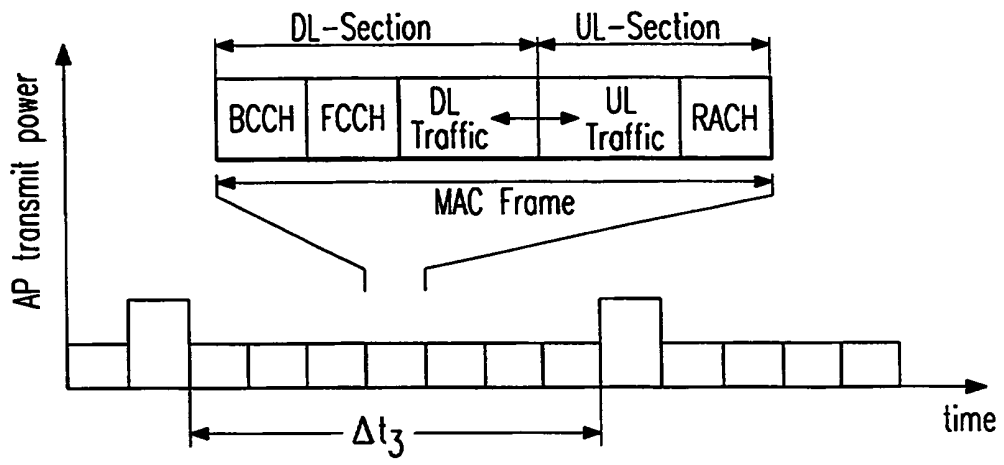 DL-Section UL-Section
BCCH FCCH DL Traffic UL Traffic RACH
MAC Frame
AP transmit power
time
Δt3